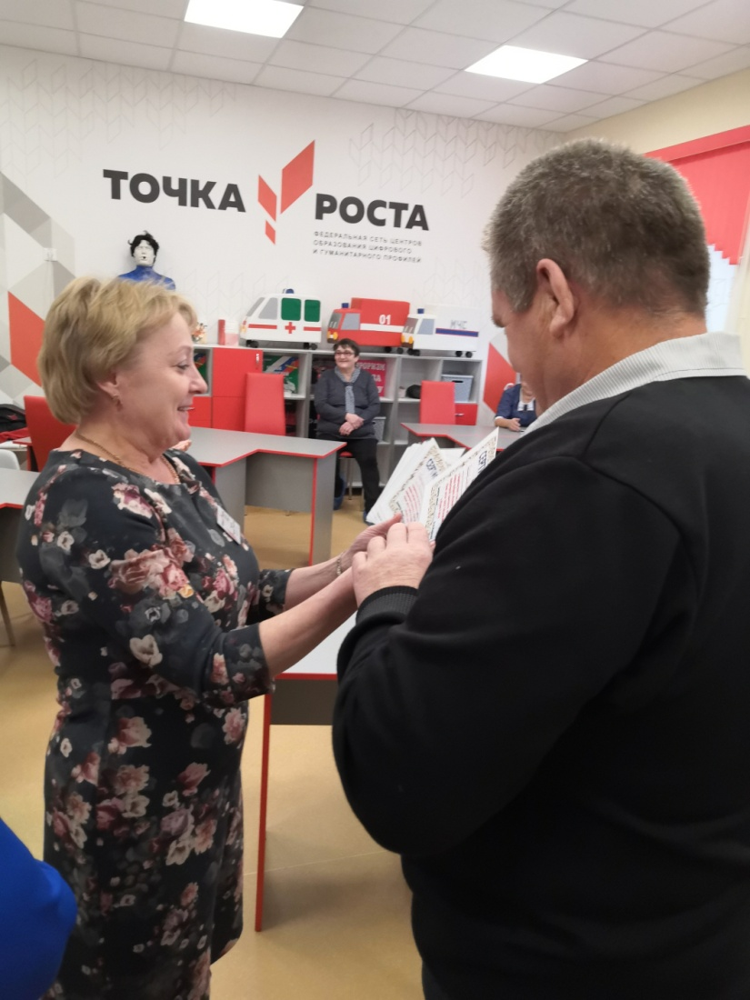 ТОЧКА РОСТА
ФЕДЕРАЛЬНАЯ СЕТЬ ЦЕНТРОВ
ОБРАЗОВАНИЯ ЦИФРОВОГО
И ГУМАНИТАРНОГО ПРОФИЛЕЙ
01
МЧС